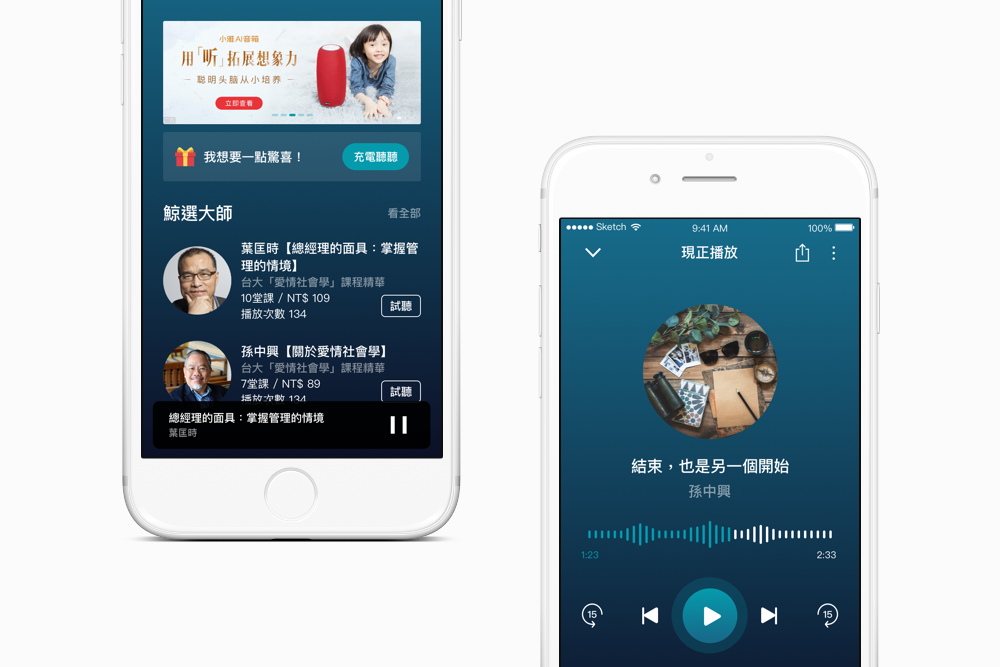 小雅AI音箱
用「听」拓展想象力
聪明头脑从小培养
立即查看
我想要一點驚喜！
充電聽聽
鯨選大師
看全部
葉匡時【總經理的面具：掌握管
理的情境】
台大「愛情社會學」課程精華
10堂課 / NT$ 109
播放次數 134
試聽
孫中興【關於愛情社會學】
台大「愛情社會學」課程精華
7堂課 / NT$ 89
播放次數 134
試聽
總經理的面具：掌握管理的情境
葉匡時
Sketch
9:41 AM
100%
現正播放
結束，也是另一個開始
孫中興
1:23
2:33
15
15